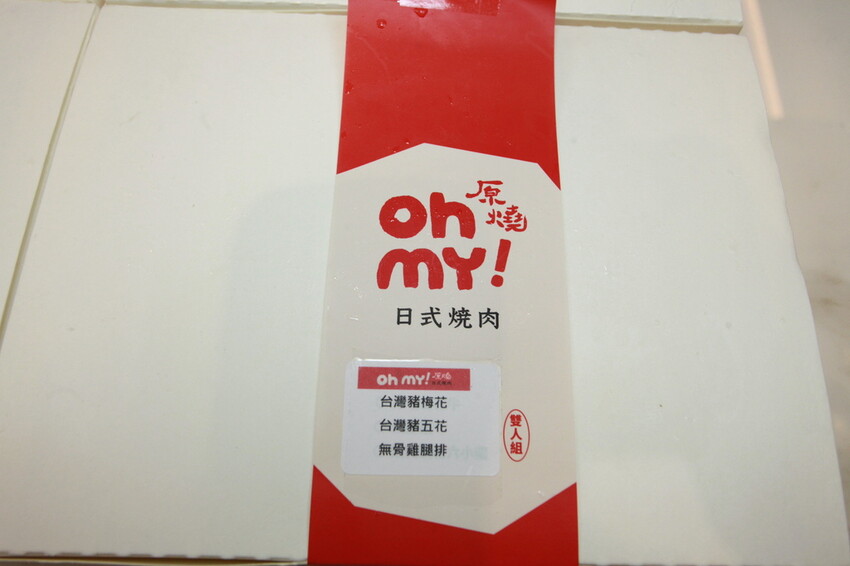 oh 原燒
MY!
日式燒肉
oh my! 原燒
台灣豬梅花
台灣豬五花
無骨雞腿排
雙人組